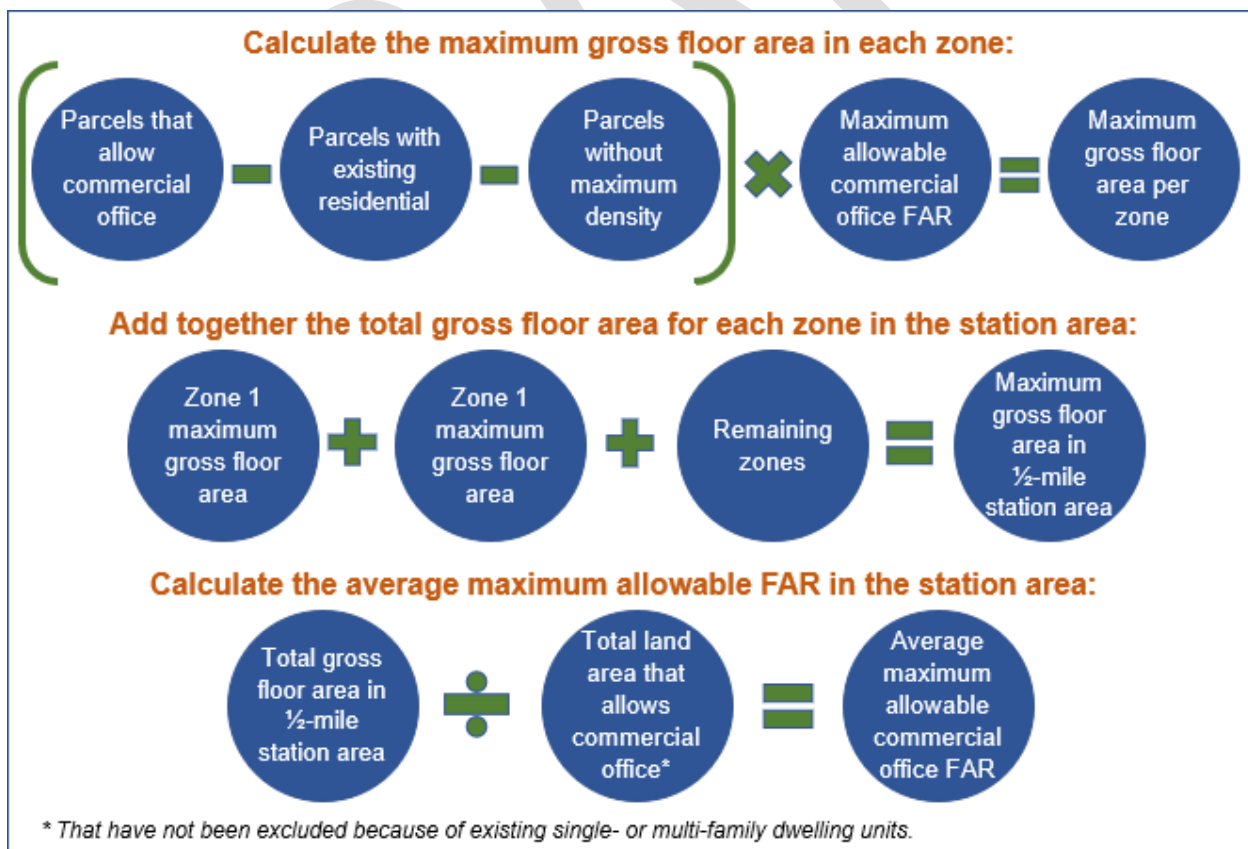 Calculate the maximum gross floor area in each zone:
Parcels that
allow
commercial
office
Parcels with
existing
residential
Parcels
without
maximum
density
Maximum
allowable
commercial
office FAR
Maximum
gross floor
area per
zone
Add together the total gross floor area for each zone in the station area:
Zone 1
maximum
gross floor
area
Zone 1
maximum
gross floor
area
Remaining
zones
Maximum
gross floor
area in
½-mile
station area
Calculate the average maximum allowable FAR in the station area:
Total gross
floor area in
½-mile
station area
Total land
area that
allows
commercial
office*
Average
maximum
allowable
commercial
office FAR
* That have not been excluded because of existing single- or multi-family dwelling units.